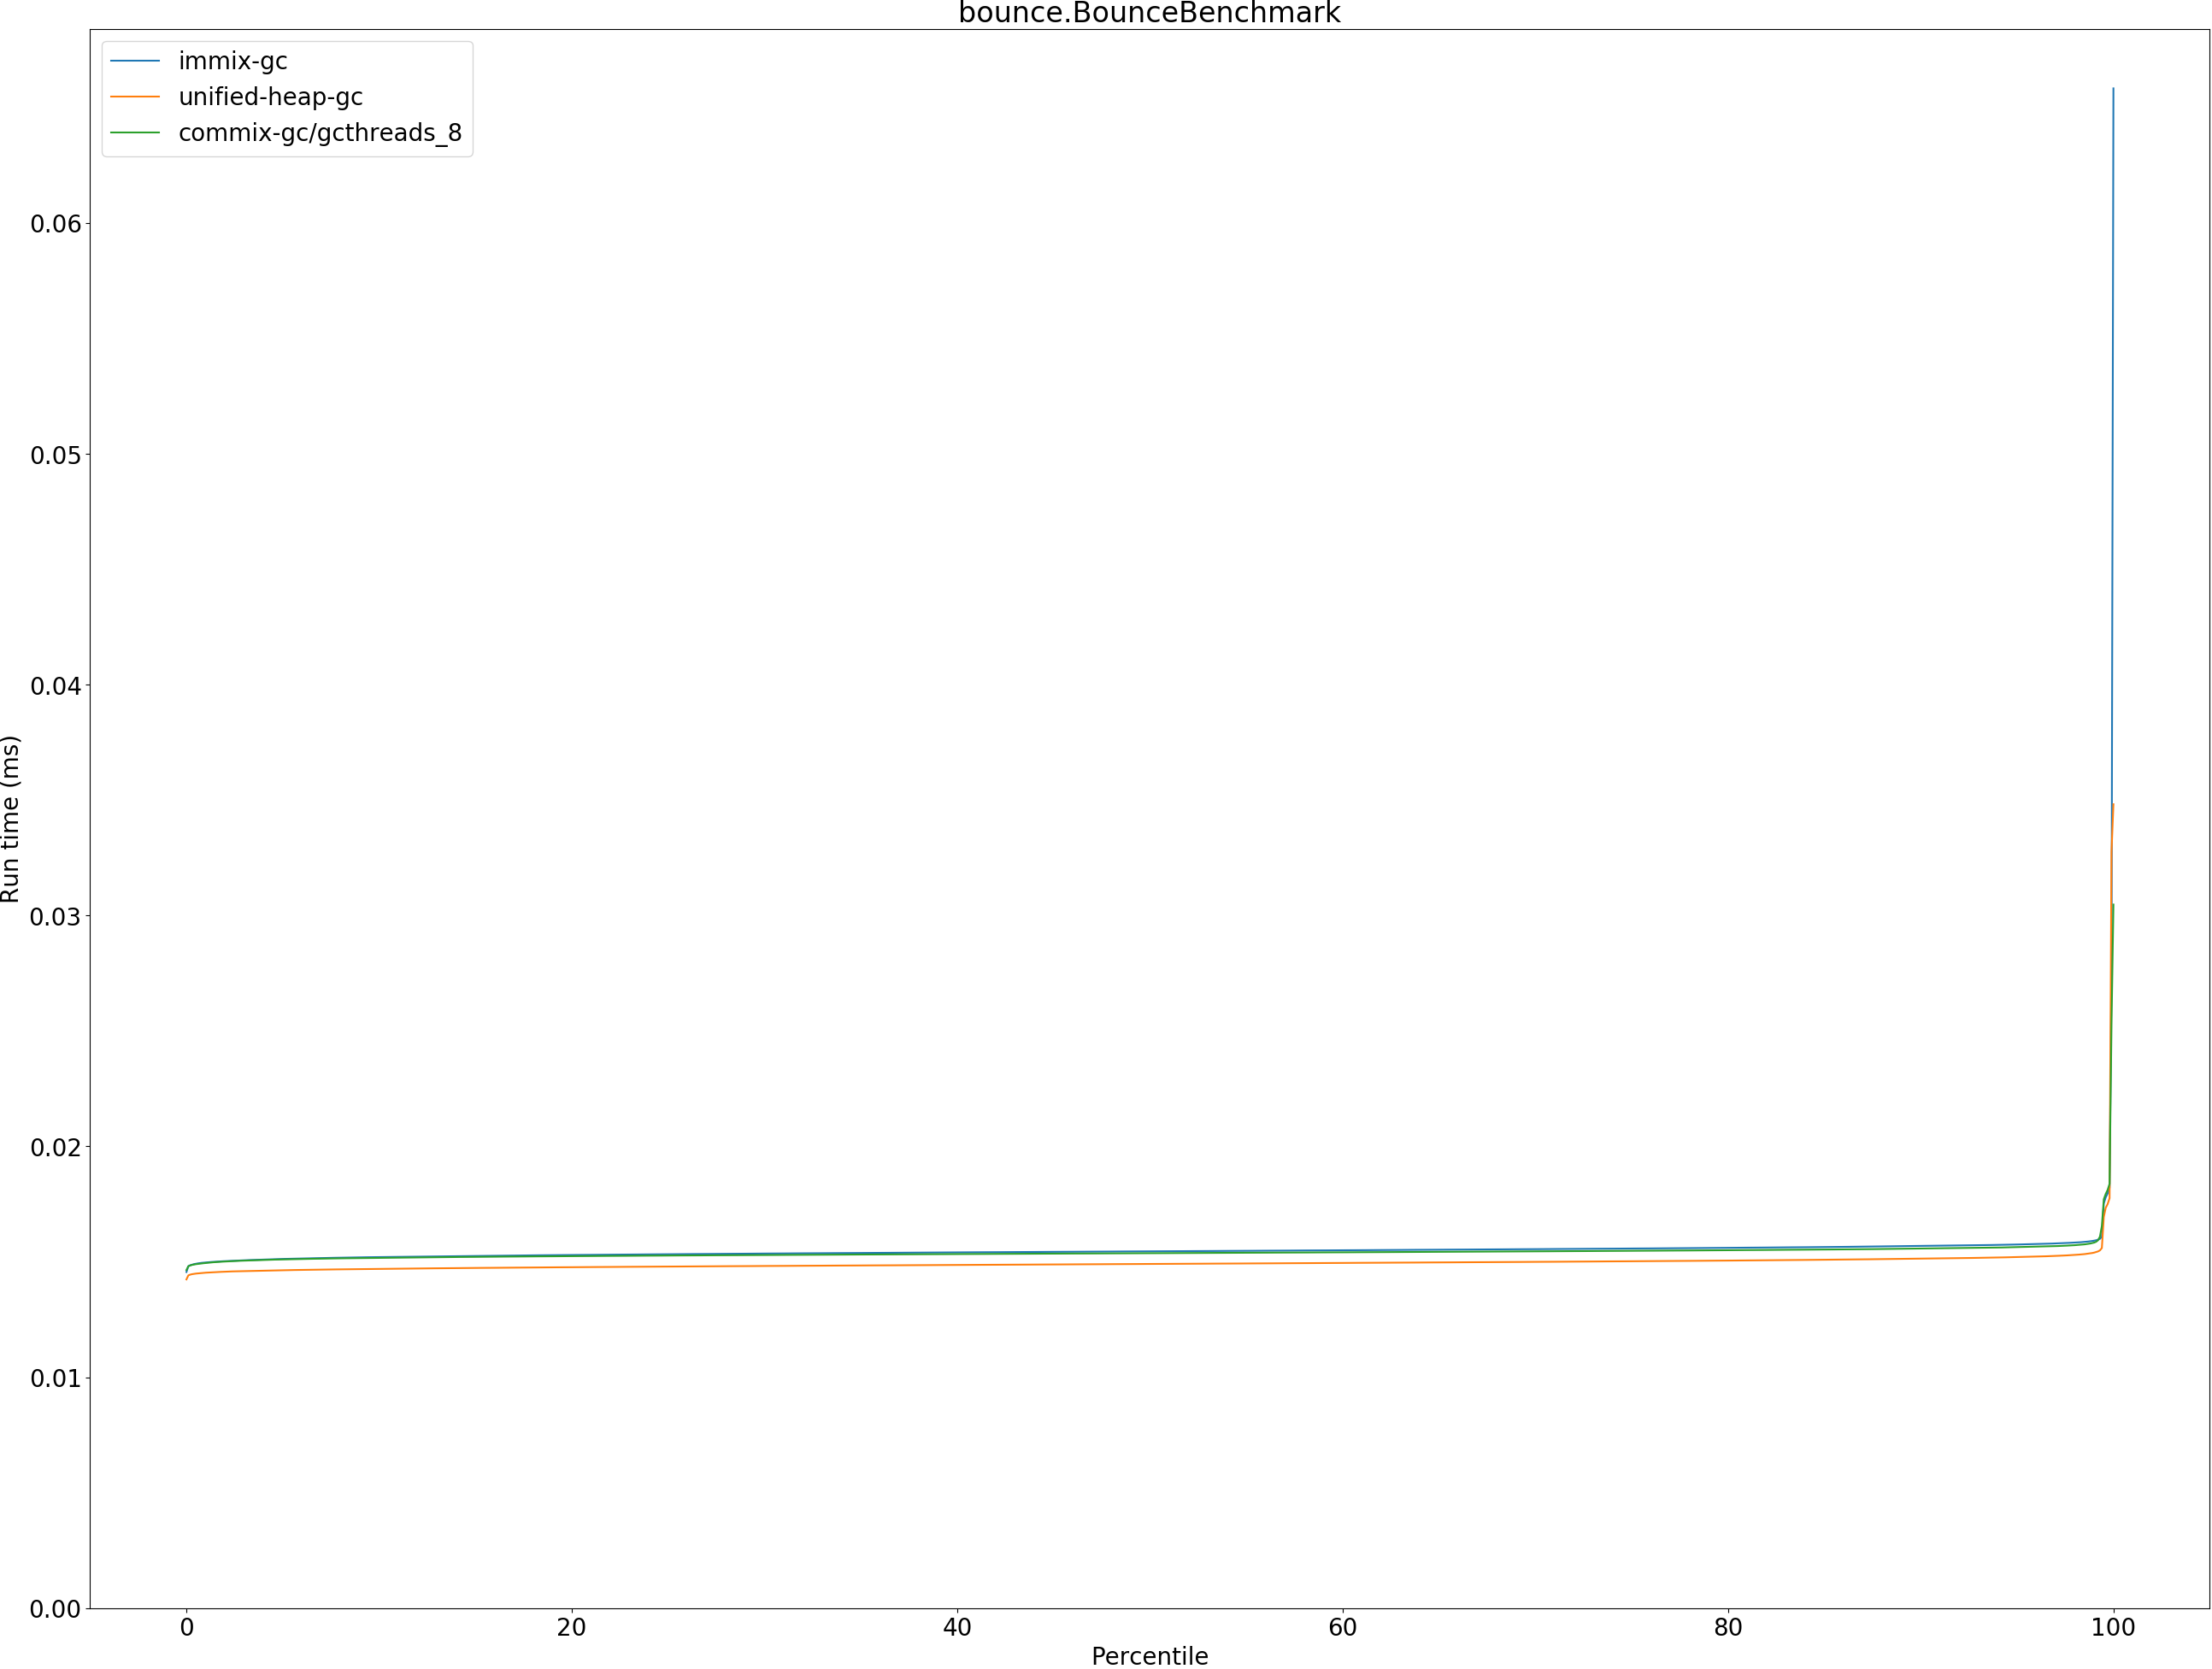 bounce.BounceBenchmark
immix-gc
unified-heap-gc
commix-gc/gcthreads_8
Run time (ms)
0.06
0.05
0.04
0.03
0.02
0.01
0.00
0 20 40 60 80 100
Percentile